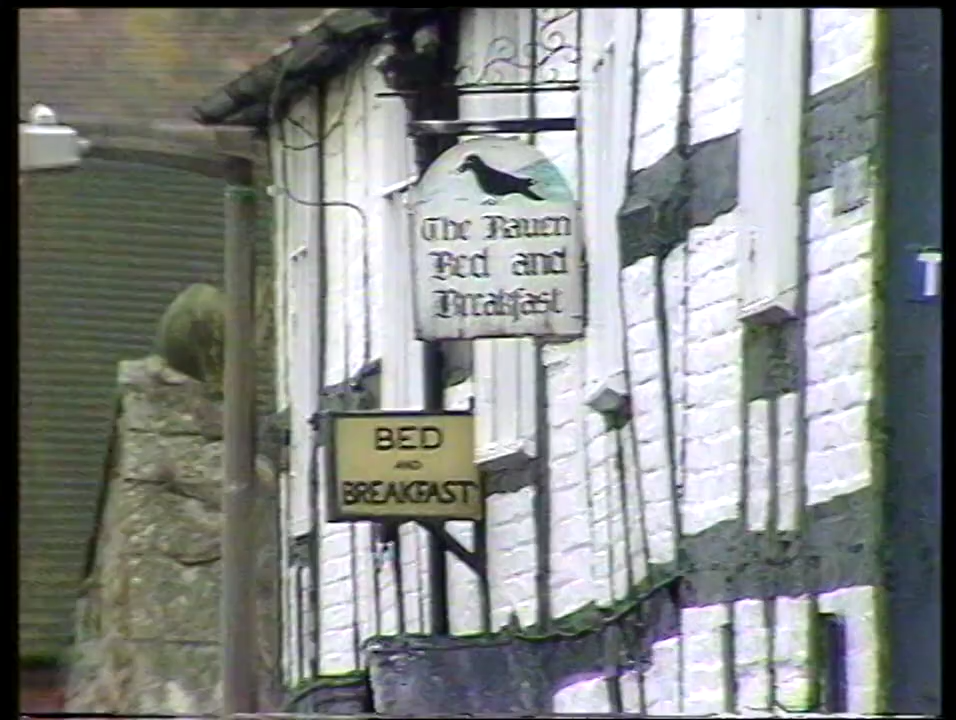 The Raven
Bed and
Breakfast
BED
AND
BREAKFAST
T